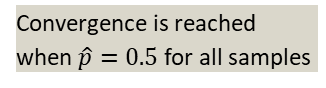 Convergence is reached
when p̂ = 0.5 for all samples